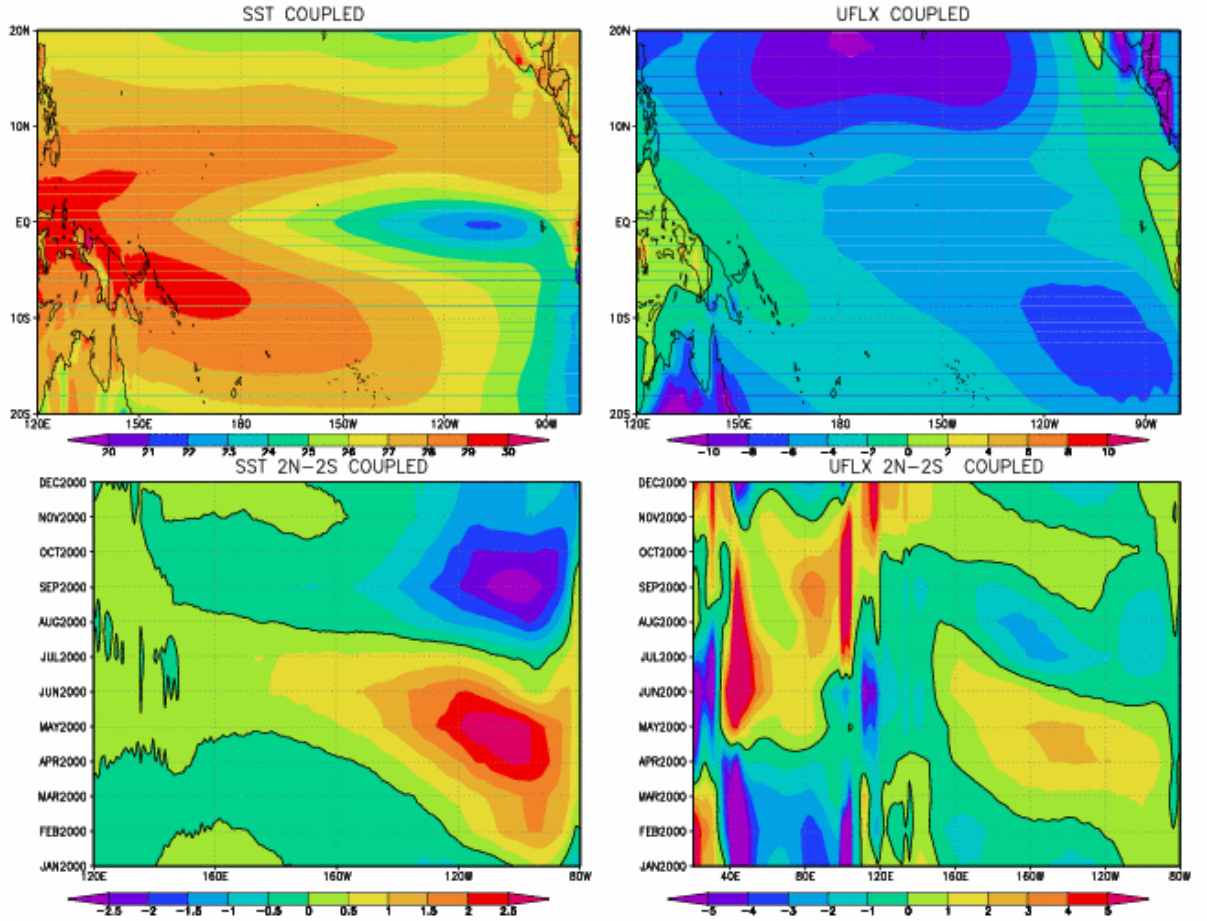 SST COUPLED
20N
10N
EQ
10S
20S
120E 150E 180 150W 120W 90W
20 21 22 23 24 25 26 27 28 29 30
UFLX COUPLED
20N
10N
EQ
10S
20S
120E 150E 180 150W 120W 90W
-10 -8 -6 -4 -2 0 2 4 6 8 10
SST 2N-2S COUPLED
DEC2000
NOV2000
OCT2000
SEP2000
AUG2000
JUL2000
JUN2000
MAY2000
APR2000
MAR2000
FEB2000
JAN2000
120E 160E 160W 120W 80W
-2.5 -2 -1.5 -1 -0.5 0 0.5 1 1.5 2 2.5
UFLX 2N-2S COUPLED
DEC2000
NOV2000
OCT2000
SEP2000
AUG2000
JUL2000
JUN2000
MAY2000
APR2000
MAR2000
FEB2000
JAN2000
40E 80E 120E 160E 160W 120W 80W
-5 -4 -3 -2 -1 0 1 2 3 4 5